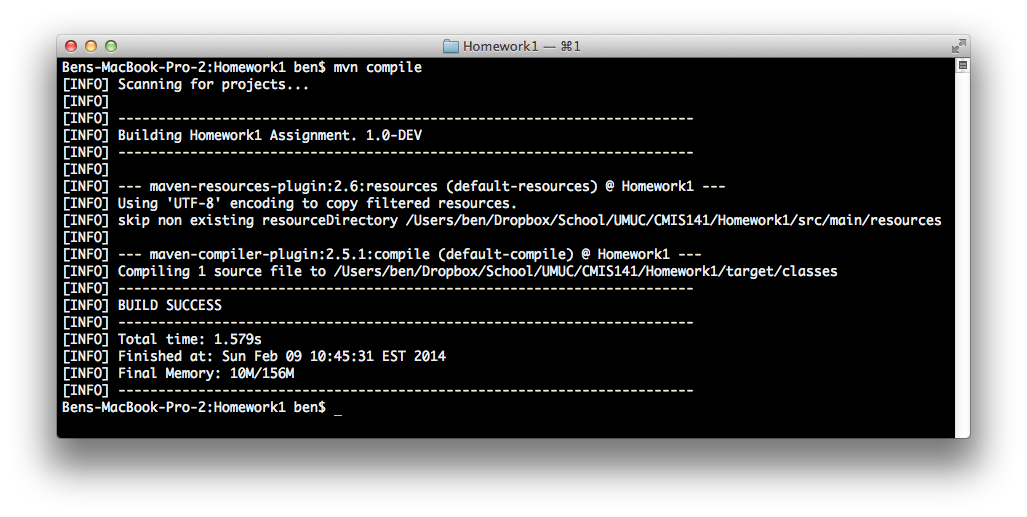 Homework1 — ⌘1
Bens-MacBook-Pro-2:Homework1 ben$ mvn compile
[INFO] Scanning for projects...
[INFO]
[INFO] ------------------------------------------------------------------------
[INFO] Building Homework1 Assignment. 1.0-DEV
[INFO] ------------------------------------------------------------------------
[INFO]
[INFO] --- maven-resources-plugin:2.6:resources (default-resources) @ Homework1 ---
[INFO] Using 'UTF-8' encoding to copy filtered resources.
[INFO] skip non existing resourceDirectory /Users/ben/Dropbox/School/UMUC/CMIS141/Homework1/src/main/resources
[INFO]
[INFO] --- maven-compiler-plugin:2.5.1:compile (default-compile) @ Homework1 ---
[INFO] Compiling 1 source file to /Users/ben/Dropbox/School/UMUC/CMIS141/Homework1/target/classes
[INFO] ------------------------------------------------------------------------
[INFO] BUILD SUCCESS
[INFO] ------------------------------------------------------------------------
[INFO] Total time: 1.579s
[INFO] Finished at: Sun Feb 09 10:45:31 EST 2014
[INFO] Final Memory: 10M/156M
[INFO] ------------------------------------------------------------------------
Bens-MacBook-Pro-2:Homework1 ben$ _